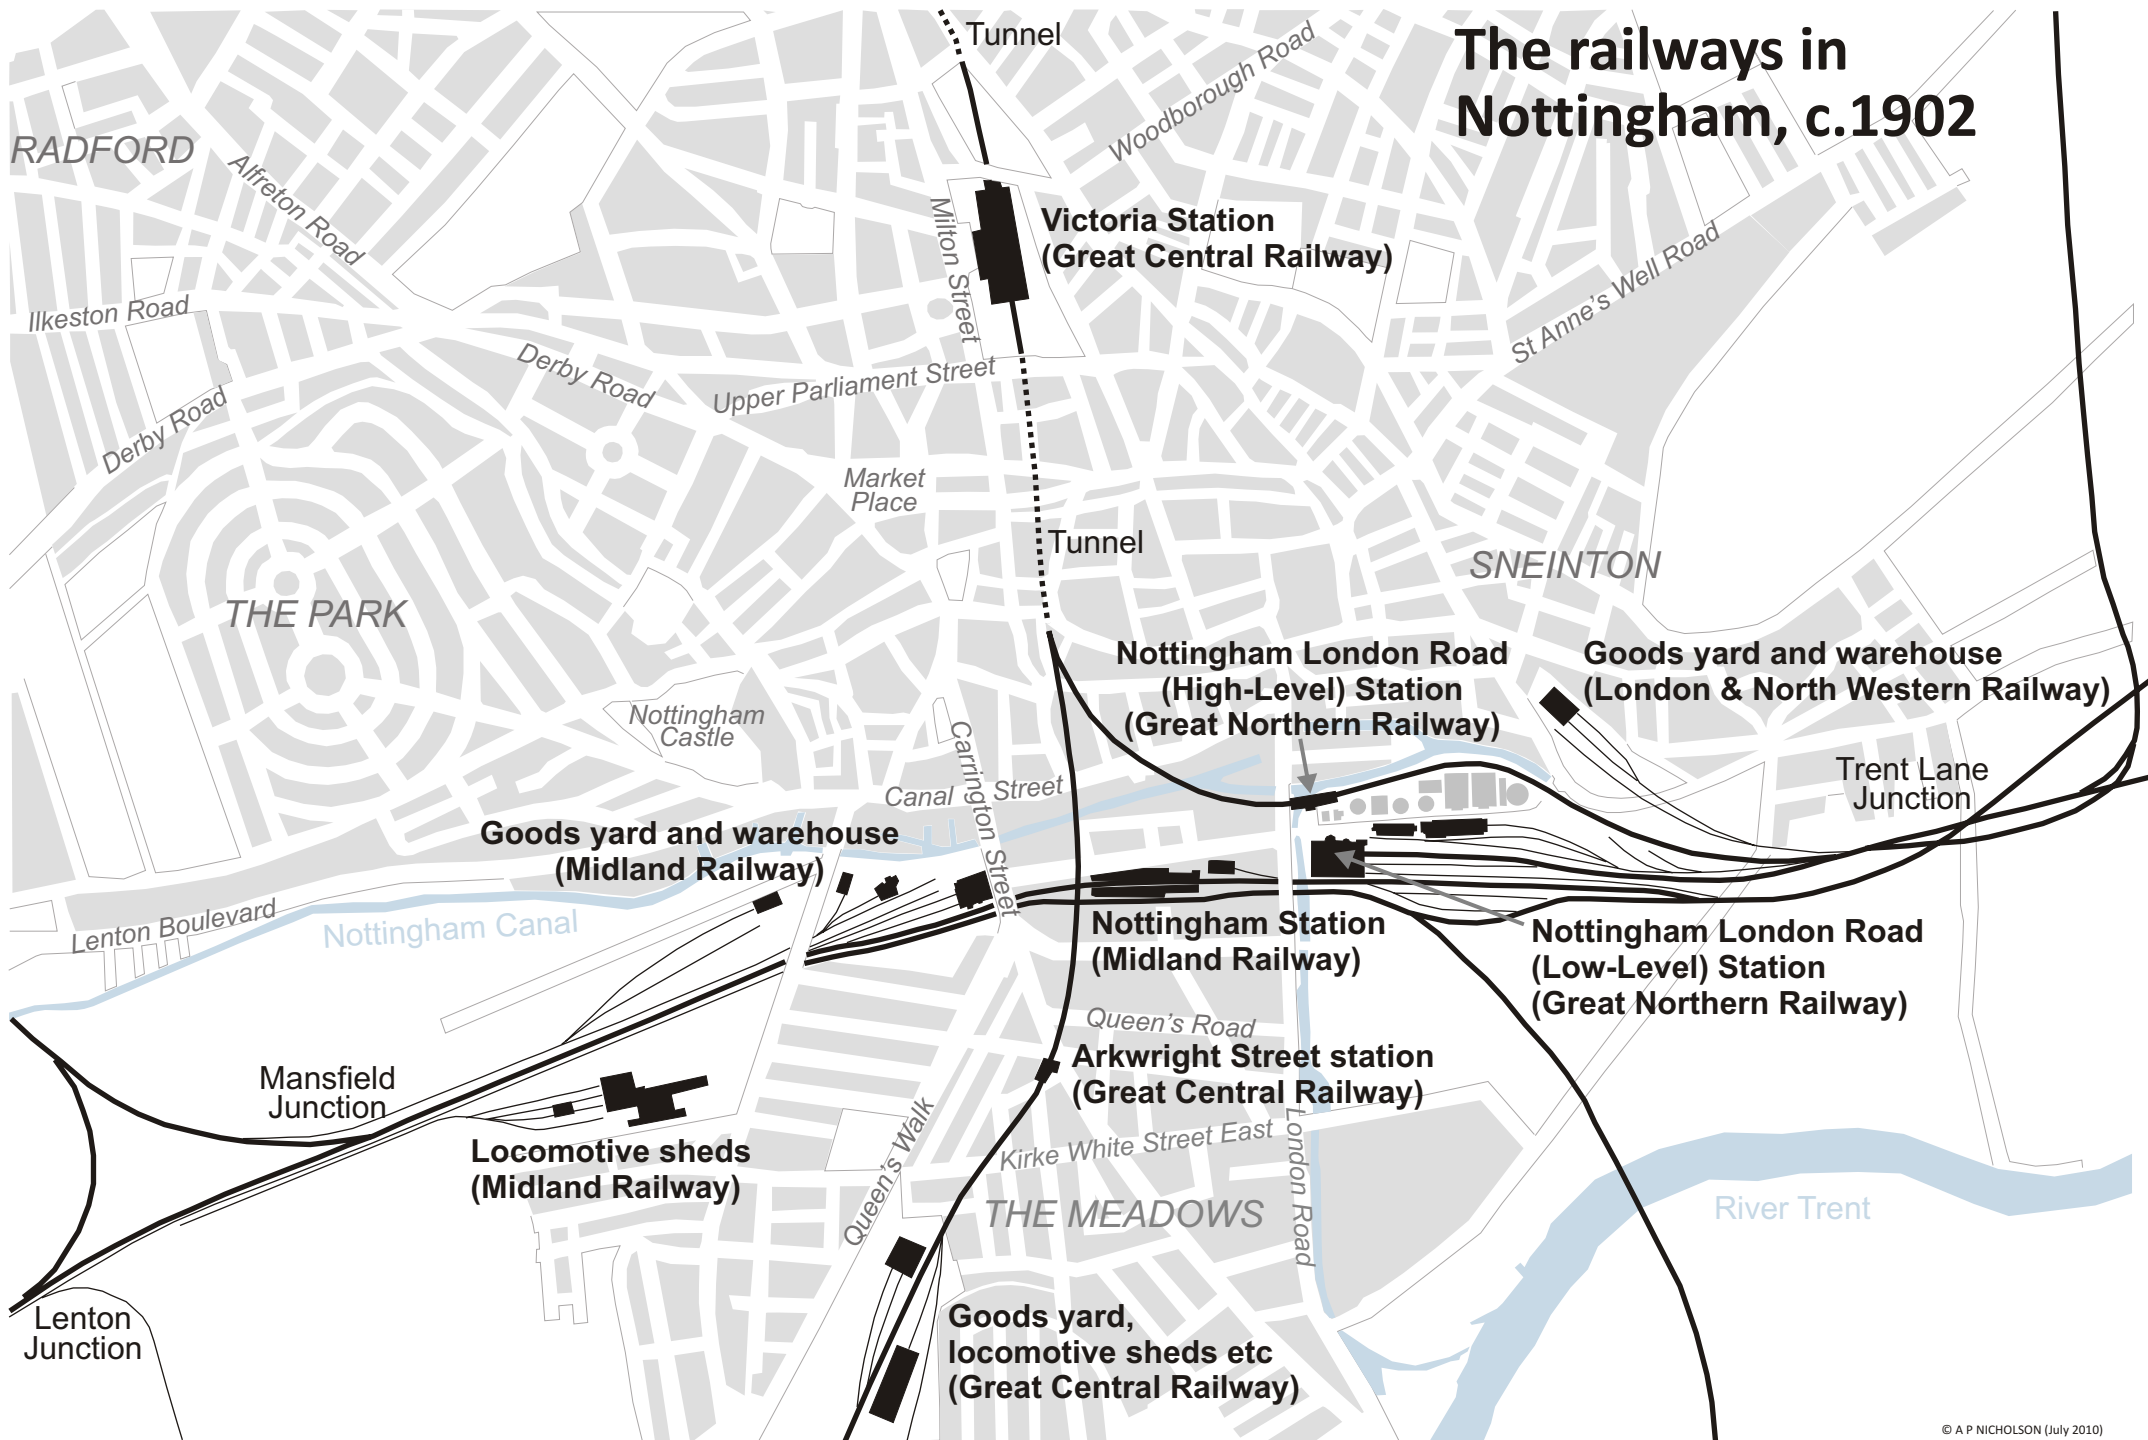 Tunnel
The railways in
Nottingham, c.1902
Woodborough Road
RADFORD
Alfreton Road
Milton Street
Victoria Station
(Great Central Railway)
St Anne's Well Road
Ilkeston Road
Derby Road
Derby Road
Upper Parliament Street
Market
Place
Tunnel
SNEINTON
THE PARK
Nottingham London Road
(High-Level) Station
(Great Northern Railway)
Goods yard and warehouse
(London & North Western Railway)
Nottingham
Castle
Carrington Street
Canal Street
Trent Lane
Junction
Goods yard and warehouse
(Midland Railway)
Lenton Boulevard
Nottingham Canal
Nottingham Station
(Midland Railway)
Nottingham London Road
(Low-Level) Station
(Great Northern Railway)
Queen's Road
Arkwright Street station
(Great Central Railway)
Mansfield
Junction
Locomotive sheds
(Midland Railway)
Queen's Walk
Kirke White Street East
London Road
THE MEADOWS
River Trent
Lenton
Junction
Goods yard,
locomotive sheds etc
(Great Central Railway)
© A P NICHOLSON (July 2010)